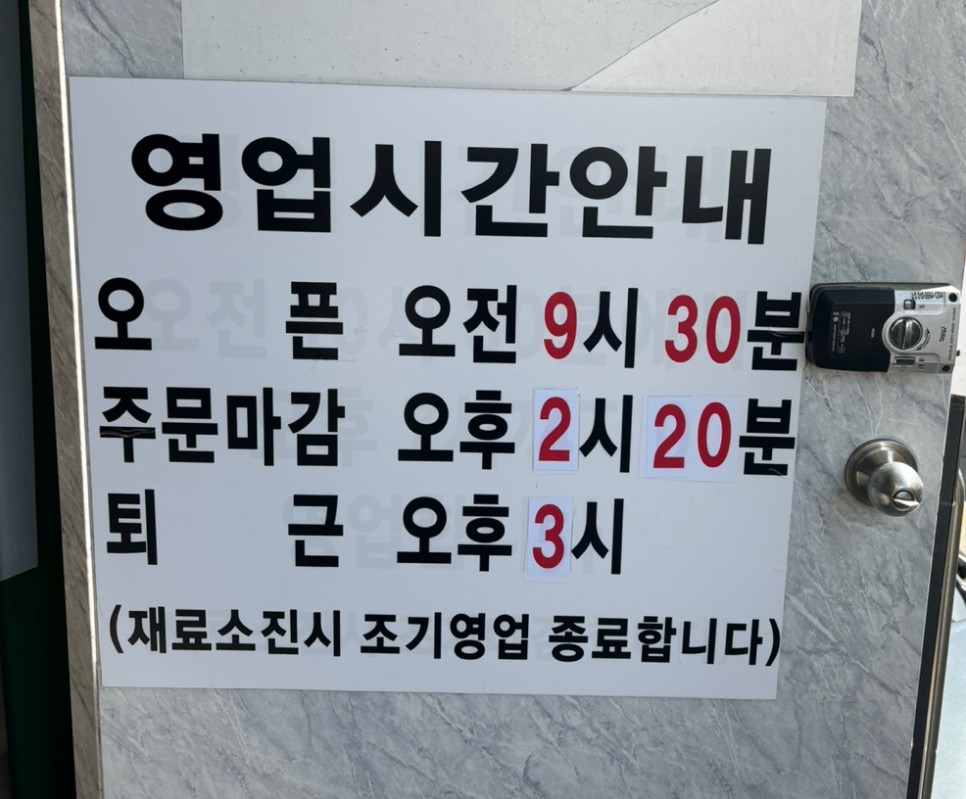 영업시간안내
오 픈 오전 9시 30분
주문마감 오후 2시 20분
퇴 근 오후 3시
(재료소진시 조기영업 종료합니다)